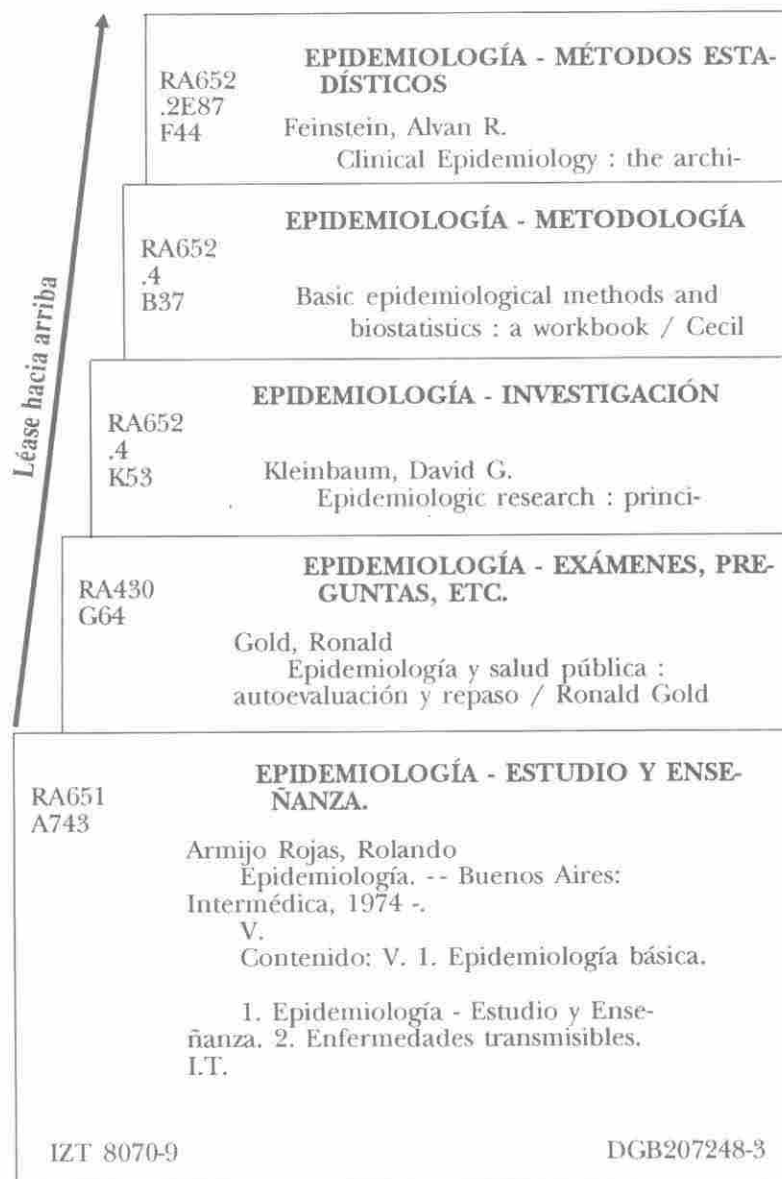 EPIDEMIOLOGÍA - MÉTODOS ESTA-
DÍSTICOS
RA652
.2E87
F44
Feinstein, Alvan R.
Clinical Epidemiology : the archi-
EPIDEMIOLOGÍA - METODOLOGÍA
RA652
.4
B37
Basic epidemiological methods and
biostatistics : a workbook / Cecil
EPIDEMIOLOGÍA - INVESTIGACIÓN
RA652
.4
K53
Kleinbaum, David G.
Epidemiologic research : princi-
EPIDEMIOLOGÍA - EXÁMENES, PRE-
GUNTAS, ETC.
RA430
G64
Gold, Ronald
Epidemiología y salud pública :
autoevaluación y repaso / Ronald Gold
EPIDEMIOLOGÍA - ESTUDIO Y ENSE-
ÑANZA.
RA651
A743
Armijo Rojas, Rolando
Epidemiología. -- Buenos Aires:
Intermédica, 1974 -.
V.
Contenido: V. 1. Epidemiología básica.
1. Epidemiología - Estudio y Ense-
ñanza. 2. Enfermedades transmisibles.
I.T.
IZT 8070-9 DGB207248-3
Léase hacia arriba